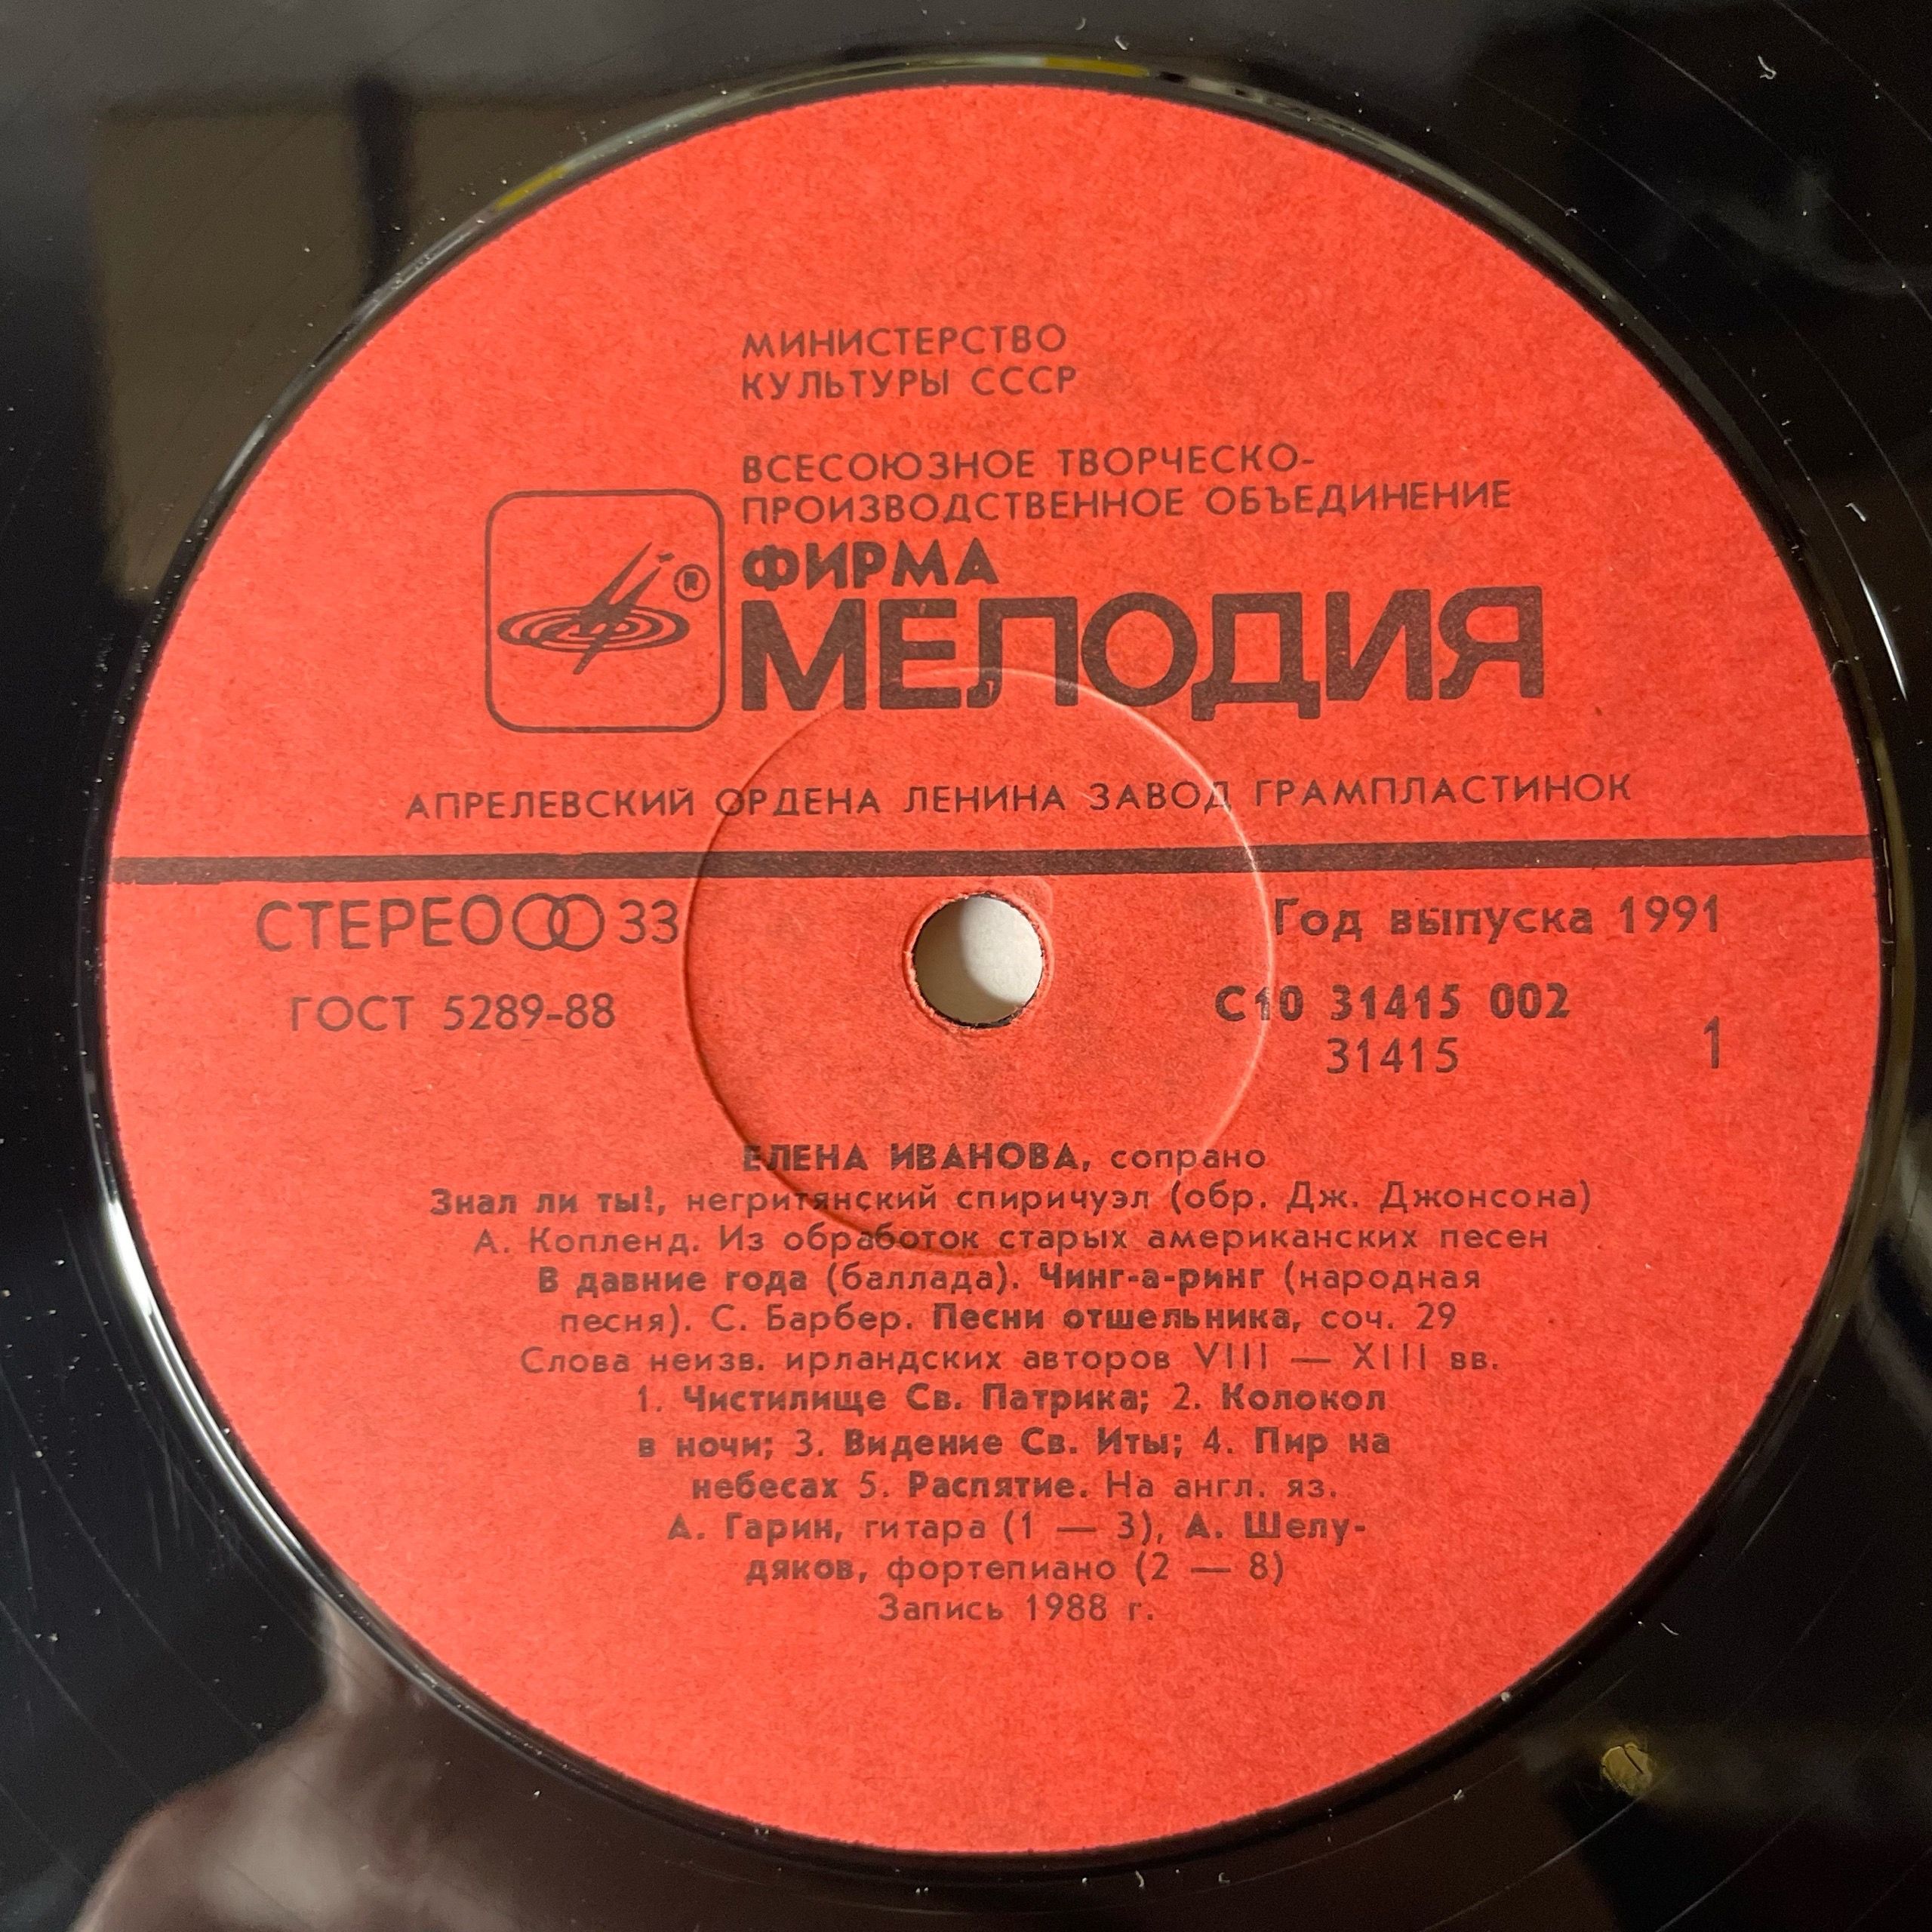 МИНИСТЕРСТВО
КУЛЬТУРЫ СССР
ВСЕСОЮЗНОЕ ТВОРЧЕСКО-
ПРОИЗВОДСТВЕННОЕ ОБЪЕДИНЕНИЕ
ФИРМА
®
МЕЛОДИЯ
АПРЕЛЕВСКИЙ ОРДЕНА ЛЕНИНА ЗАВОД ГРАМПЛАСТИНОК
СТЕРЕО 33
Год выпуска 1991
ГОСТ 5289-88
С10 31415 002
31415
1
ЕЛЕНА ИВАНОВА, сопрано
Знал ли ты!, негритянский спиричуэл (обр. Дж. Джонсона)
А. Копленд. Из обработок старых американских песен
В давние года (баллада). Чинг-а-ринг (народная
песня). С. Барбер. Песни отшельника, соч. 29
Слова неизв. ирландских авторов VIII — XIII вв.
1. Чистилище Св. Патрика; 2. Колокол
в ночи; 3. Видение Св. Иты; 4. Пир на
небесах 5. Распятие. На англ. яз.
А. Гарин, гитара (1 — 3), А. Шелу-
дяков, фортепиано (2 — 8)
Запись 1988 г.